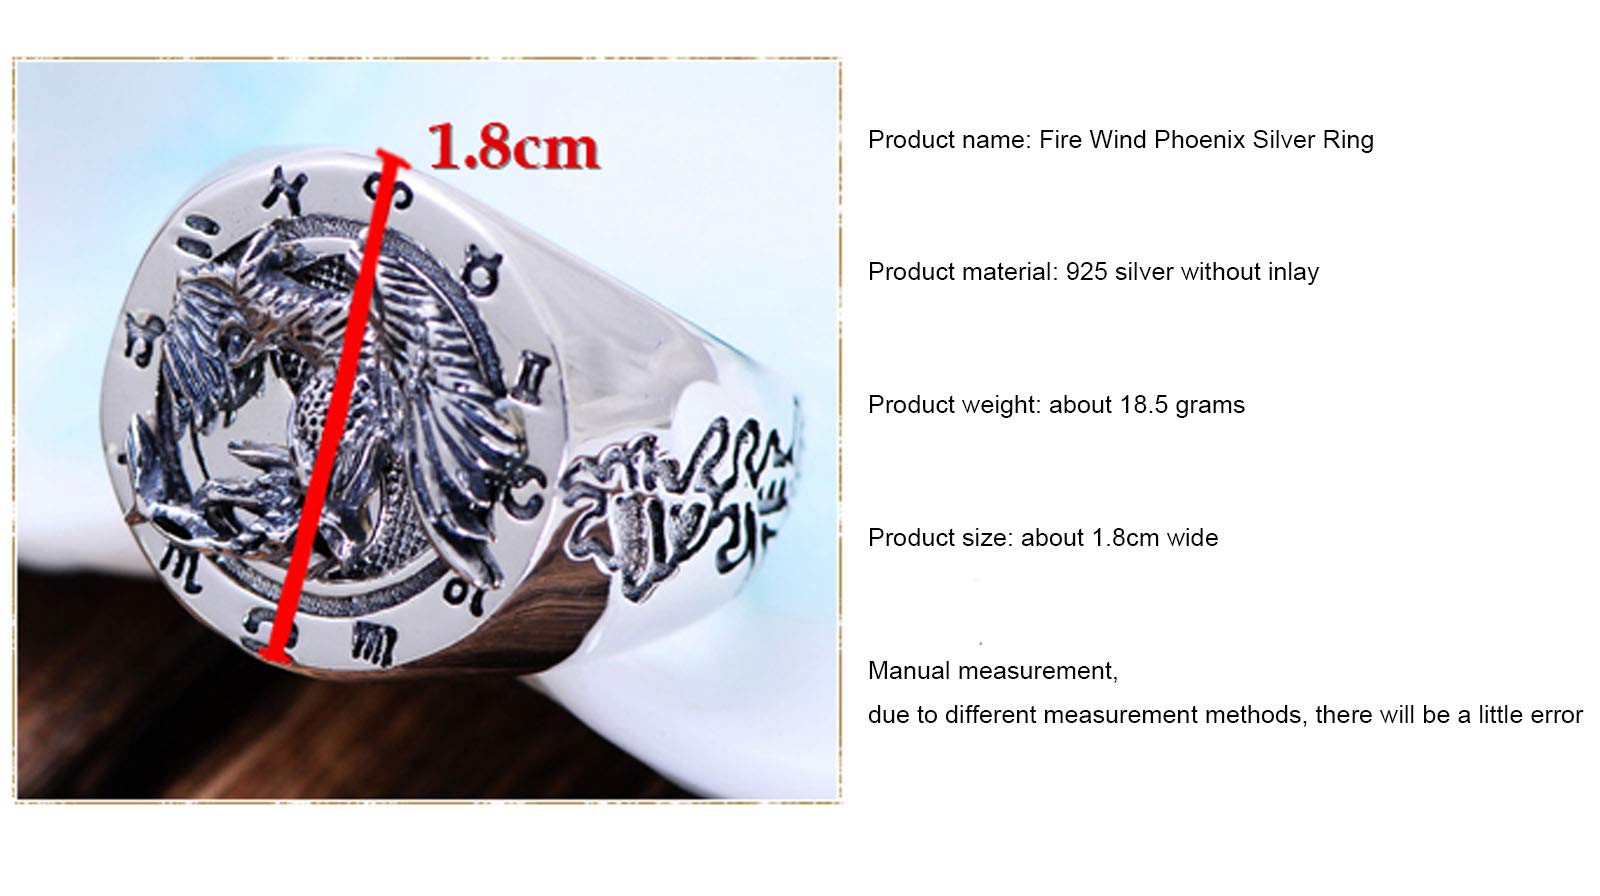 1.8cm
Product name: Fire Wind Phoenix Silver Ring
Product material: 925 silver without inlay
Product weight: about 18.5 grams
Product size: about 1.8cm wide
Manual measurement,
due to different measurement methods, there will be a little error